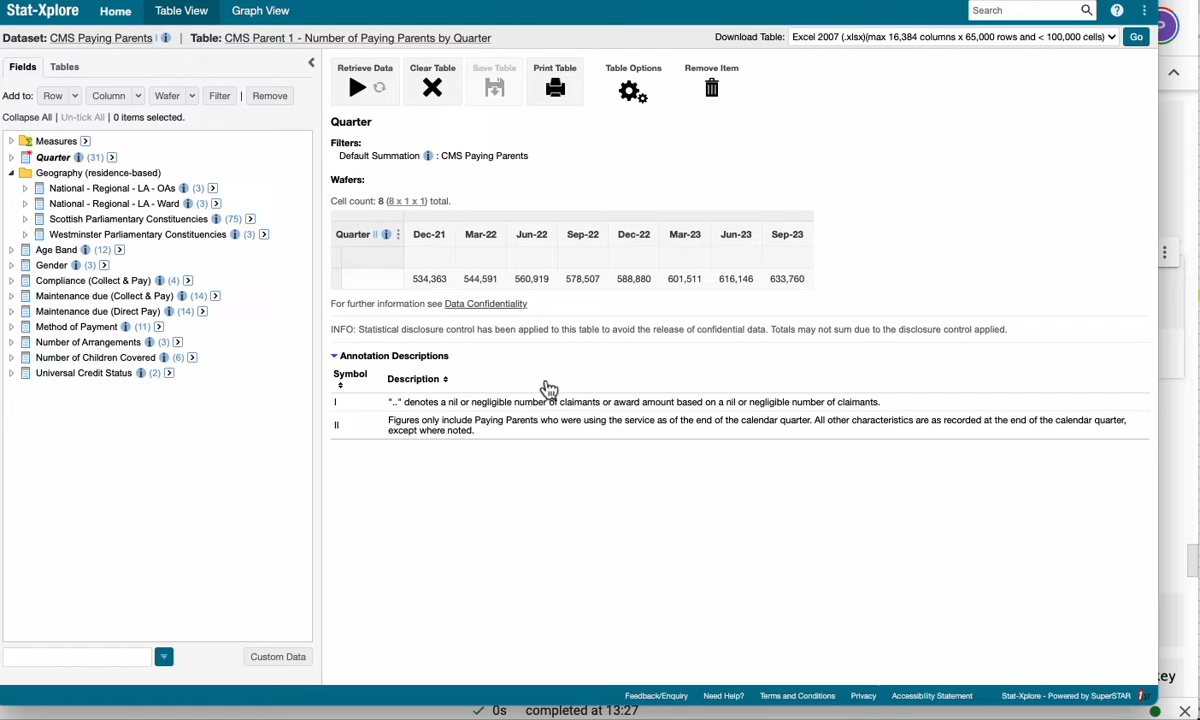 Stat-Xplore Home Table View Graph View Search
Dataset: CMS Paying Parents I | Table: CMS Parent 1 - Number of Paying Parents by Quarter Download Table: Excel 2007 (.xlsx)(max 16,384 columns x 65,000 rows and < 100,000 cells) Go
Fields Tables
Retrieve Data Clear Table Save Table Print Table Table Options Remove Item
Add to: Row Column Wafer Filter | Remove
Collapse All | Un-tick All | 0 items selected.
Measures
Quarter (31)
Geography (residence-based)
National - Regional - LA - OAs (3)
National - Regional - LA - Ward (3)
Scottish Parliamentary Constituencies (75)
Westminster Parliamentary Constituencies (3)
Age Band (12)
Gender (3)
Compliance (Collect & Pay) (4)
Maintenance due (Collect & Pay) (14)
Maintenance due (Direct Pay) (14)
Method of Payment (11)
Number of Arrangements (3)
Number of Children Covered (6)
Universal Credit Status (2)
Custom Data
Quarter
Filters:
Default Summation : CMS Paying Parents
Wafers:
Cell count: 8 (8 x 1 x 1) total.
Quarter II Dec-21 Mar-22 Jun-22 Sep-22 Dec-22 Mar-23 Jun-23 Sep-23
534,363 544,591 560,919 578,507 588,880 601,511 616,146 633,760
For further information see Data Confidentiality
INFO: Statistical disclosure control has been applied to this table to avoid the release of confidential data. Totals may not sum due to the disclosure control applied.
Annotation Descriptions
Symbol Description
I ".." denotes a nil or negligible number of claimants or award amount based on a nil or negligible number of claimants.
II Figures only include Paying Parents who were using the service as of the end of the calendar quarter. All other characteristics are as recorded at the end of the calendar quarter,
except where noted.
key
Feedback/Enquiry Need Help? Terms and Conditions Privacy Accessibility Statement Stat-Xplore - Powered by SuperSTAR
0s completed at 13:27